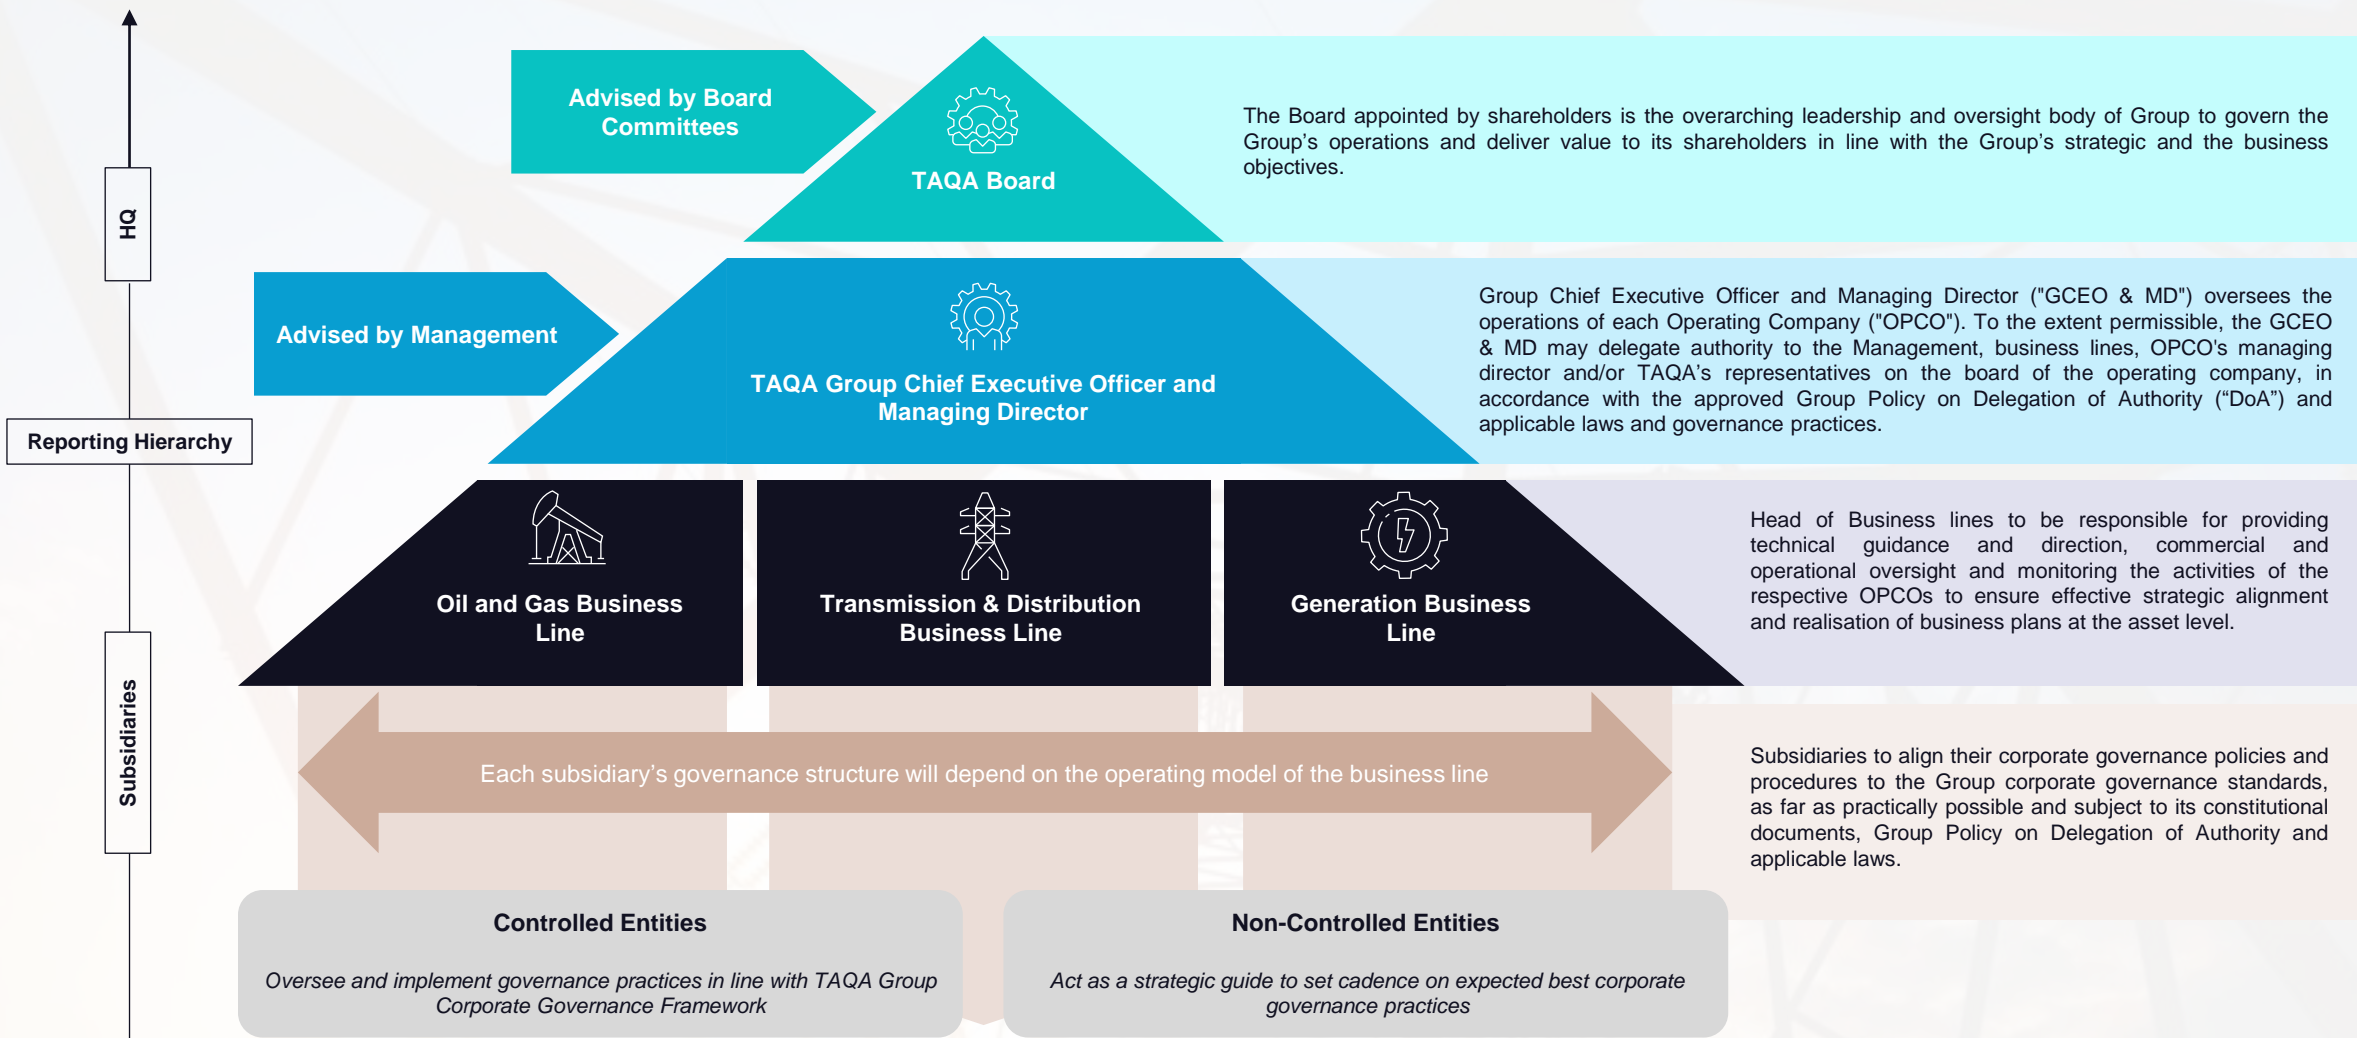 Advised by Board
Committees
TAQA Board
The Board appointed by shareholders is the overarching leadership and oversight body of Group to govern the
Group’s operations and deliver value to its shareholders in line with the Group’s strategic and the business
objectives.
HQ
Advised by Management
TAQA Group Chief Executive Officer and
Managing Director
Group Chief Executive Officer and Managing Director ("GCEO & MD") oversees the
operations of each Operating Company ("OPCO"). To the extent permissible, the GCEO
& MD may delegate authority to the Management, business lines, OPCO's managing
director and/or TAQA’s representatives on the board of the operating company, in
accordance with the approved Group Policy on Delegation of Authority (“DoA”) and
applicable laws and governance practices.
Reporting Hierarchy
Oil and Gas Business
Line
Transmission & Distribution
Business Line
Generation Business
Line
Head of Business lines to be responsible for providing
technical guidance and direction, commercial and
operational oversight and monitoring the activities of the
respective OPCOs to ensure effective strategic alignment
and realisation of business plans at the asset level.
Subsidiaries
Each subsidiary’s governance structure will depend on the operating model of the business line
Subsidiaries to align their corporate governance policies and
procedures to the Group corporate governance standards,
as far as practically possible and subject to its constitutional
documents, Group Policy on Delegation of Authority and
applicable laws.
Controlled Entities
Oversee and implement governance practices in line with TAQA Group
Corporate Governance Framework
Non-Controlled Entities
Act as a strategic guide to set cadence on expected best corporate
governance practices